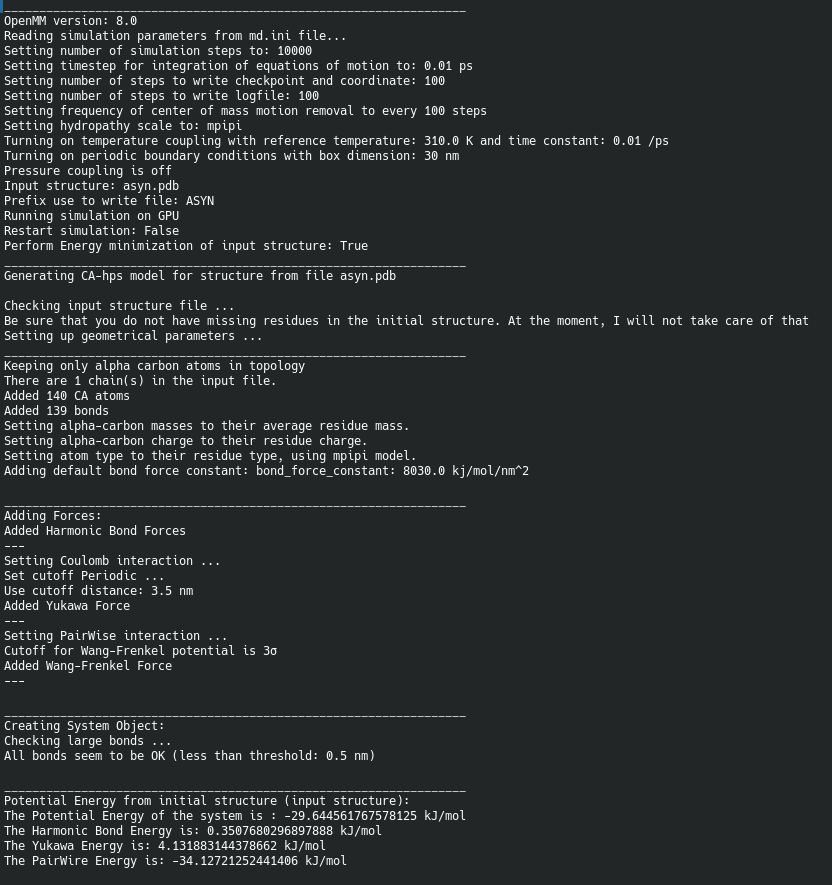 OpenMM version: 8.0
Reading simulation parameters from md.ini file...
Setting number of simulation steps to: 10000
Setting timestep for integration of equations of motion to: 0.01 ps
Setting number of steps to write checkpoint and coordinate: 100
Setting number of steps to write logfile: 100
Setting frequency of center of mass motion removal to every 100 steps
Setting hydropathy scale to: mpipi
Turning on temperature coupling with reference temperature: 310.0 K and time constant: 0.01 /ps
Turning on periodic boundary conditions with box dimension: 30 nm
Pressure coupling is off
Input structure: asyn.pdb
Prefix use to write file: ASYN
Running simulation on GPU
Restart simulation: False
Perform Energy minimization of input structure: True
__________________________________________________________________
Generating CA-hps model for structure from file asyn.pdb
Checking input structure file ...
Be sure that you do not have missing residues in the initial structure. At the moment, I will not take care of that
Setting up geometrical parameters ...
__________________________________________________________________
Keeping only alpha carbon atoms in topology
There are 1 chain(s) in the input file.
Added 140 CA atoms
Added 139 bonds
Setting alpha-carbon masses to their average residue mass.
Setting alpha-carbon charge to their residue charge.
Setting atom type to their residue type, using mpipi model.
Adding default bond force constant: bond_force_constant: 8030.0 kj/mol/nm^2
__________________________________________________________________
Adding Forces:
Added Harmonic Bond Forces
---
Setting Coulomb interaction ...
Set cutoff Periodic ...
Use cutoff distance: 3.5 nm
Added Yukawa Force
---
Setting PairWise interaction ...
Cutoff for Wang-Frenkel potential is 3σ
Added Wang-Frenkel Force
---
__________________________________________________________________
Creating System Object:
Checking large bonds ...
All bonds seem to be OK (less than threshold: 0.5 nm)
__________________________________________________________________
Potential Energy from initial structure (input structure):
The Potential Energy of the system is : -29.644561767578125 kJ/mol
The Harmonic Bond Energy is: 0.3507680296897888 kJ/mol
The Yukawa Energy is: 4.131883144378662 kJ/mol
The PairWire Energy is: -34.12721252441406 kJ/mol